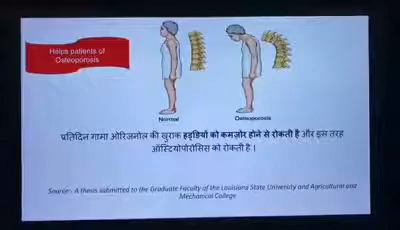 Helps patients of
Osteoporosis
Normal
Osteoporosis
प्रतिदिन गामा ओरिजनोल की खुराक हड्डियों को कमज़ोर होने से रोकती है और इस तरह
ऑस्टियोपोरोसिस को रोकती है ।
Source:- A thesis submitted to the Graduate Faculty of the Louisiana State University and Agricultural and
Mechanical College